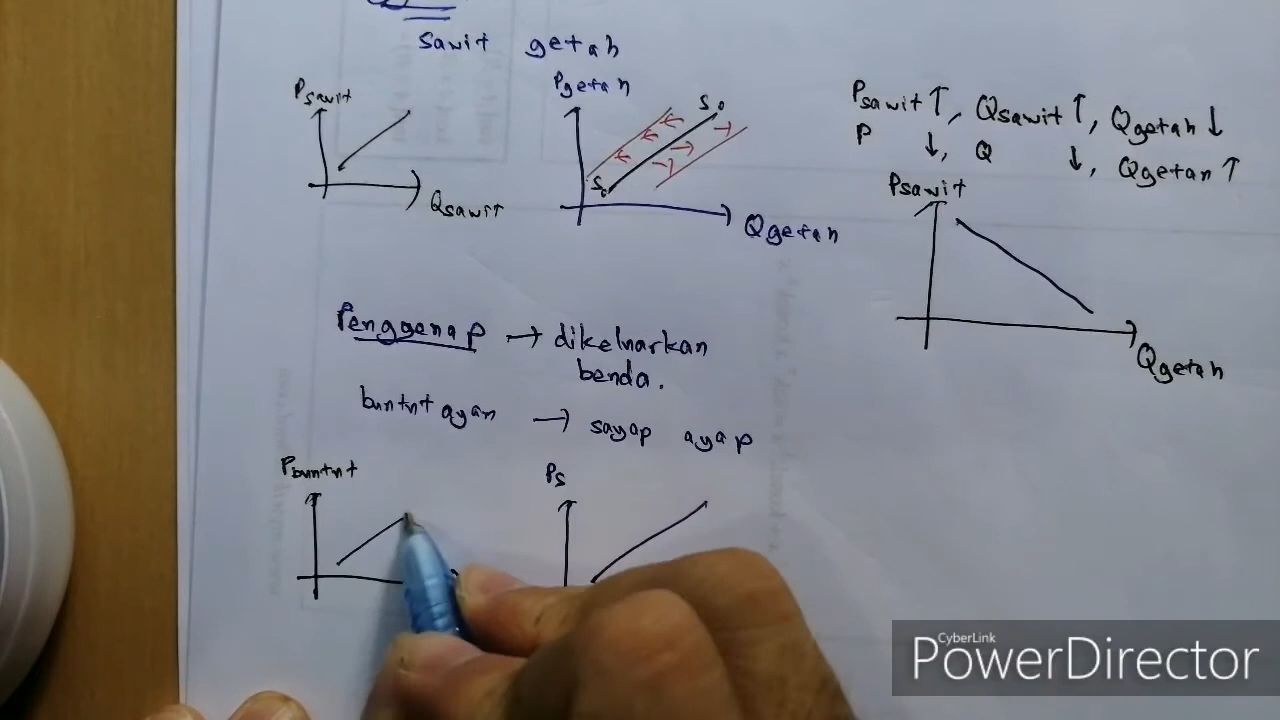 Sawit getah
Psawit
Qsawit
Pgetah
S0
S0
Qgetah
Psawit ↑, Qsawit ↑, Qgetah ↓
P ↓, Q ↓, Qgetah ↑
Psawit
Qgetah
Penggenap → dikeluarkan
benda.
buntut ayam → sayap ayap
Pbuntut
Ps
CyberLink
PowerDirector